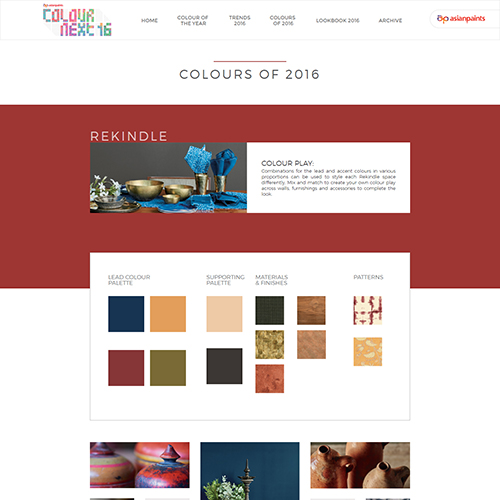 asianpaints
COLOUR
NEXT 16
HOME
COLOUR OF
THE YEAR
TRENDS
2016
COLOURS
OF 2016
LOOKBOOK 2016
ARCHIVE
asianpaints
COLOURS OF 2016
REKINDLE
COLOUR PLAY:
Combinations for the lead and accent colours in various
proportions can be used to style each Rekindle space
differently. Mix and match to create your own colour play
across walls, furnishings and accessories to complete the
look.
LEAD COLOUR
PALETTE
SUPPORTING
PALETTE
MATERIALS
& FINISHES
PATTERNS